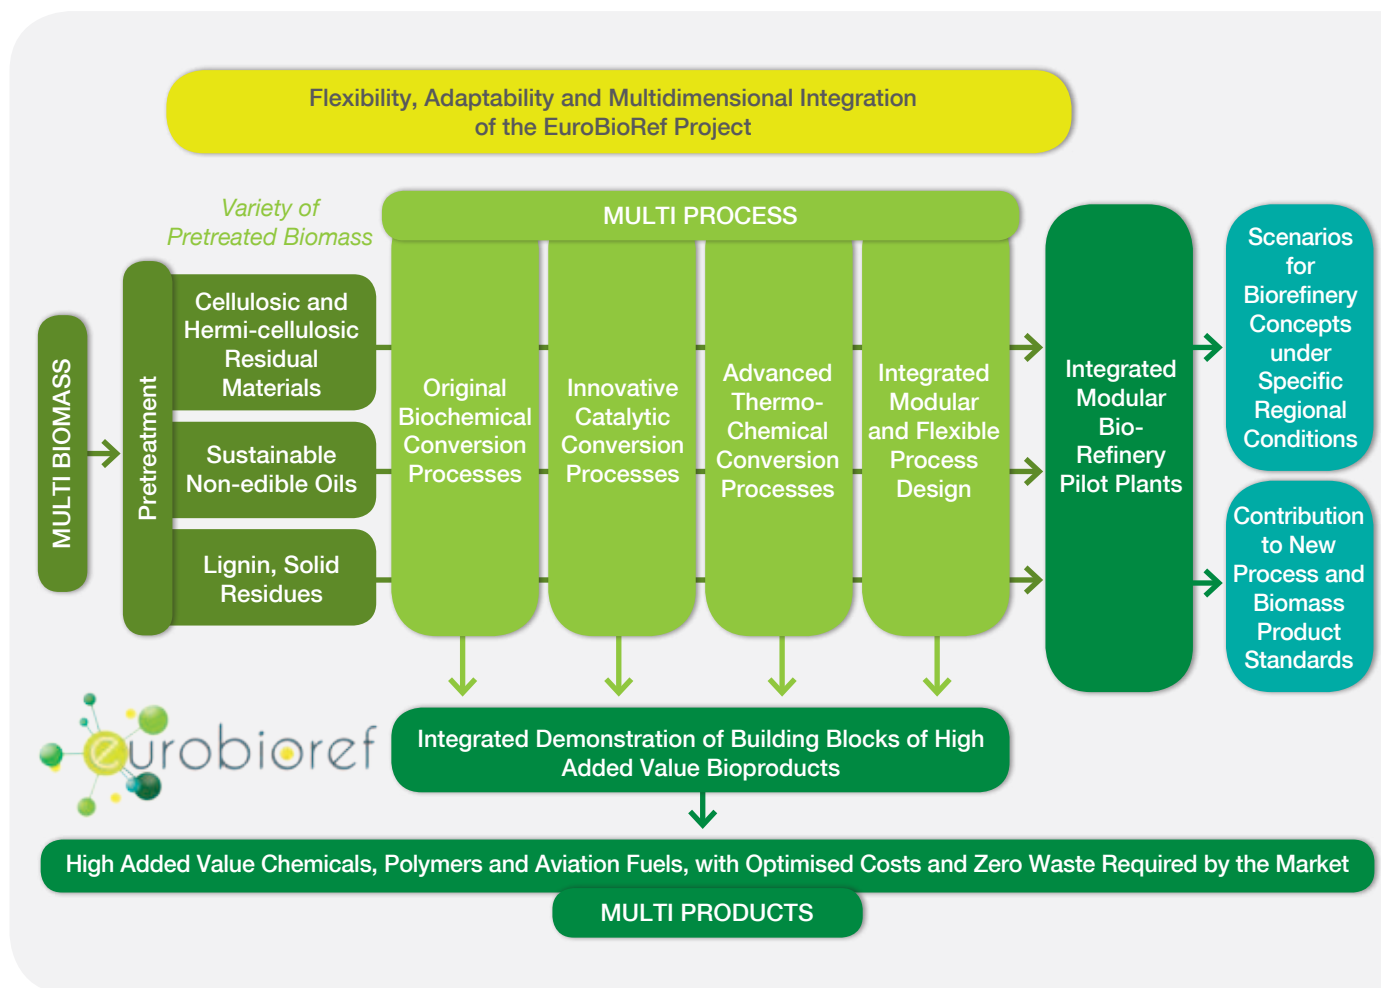 Flexibility, Adaptability and Multidimensional Integration
of the EuroBioRef Project
Variety of
Pretreated Biomass
MULTI PROCESS
MULTI BIOMASS
Pretreatment
Cellulosic and
Hermi-cellulosic
Residual
Materials
Sustainable
Non-edible Oils
Lignin, Solid
Residues
Original
Biochemical
Conversion
Processes
Innovative
Catalytic
Conversion
Processes
Advanced
Thermo-
Chemical
Conversion
Processes
Integrated
Modular
and Flexible
Process
Design
Integrated
Modular
Bio-
Refinery
Pilot Plants
Scenarios
for
Biorefinery
Concepts
under
Specific
Regional
Conditions
Contribution
to New
Process and
Biomass
Product
Standards
eurobioref
Integrated Demonstration of Building Blocks of High
Added Value Bioproducts
High Added Value Chemicals, Polymers and Aviation Fuels, with Optimised Costs and Zero Waste Required by the Market
MULTI PRODUCTS